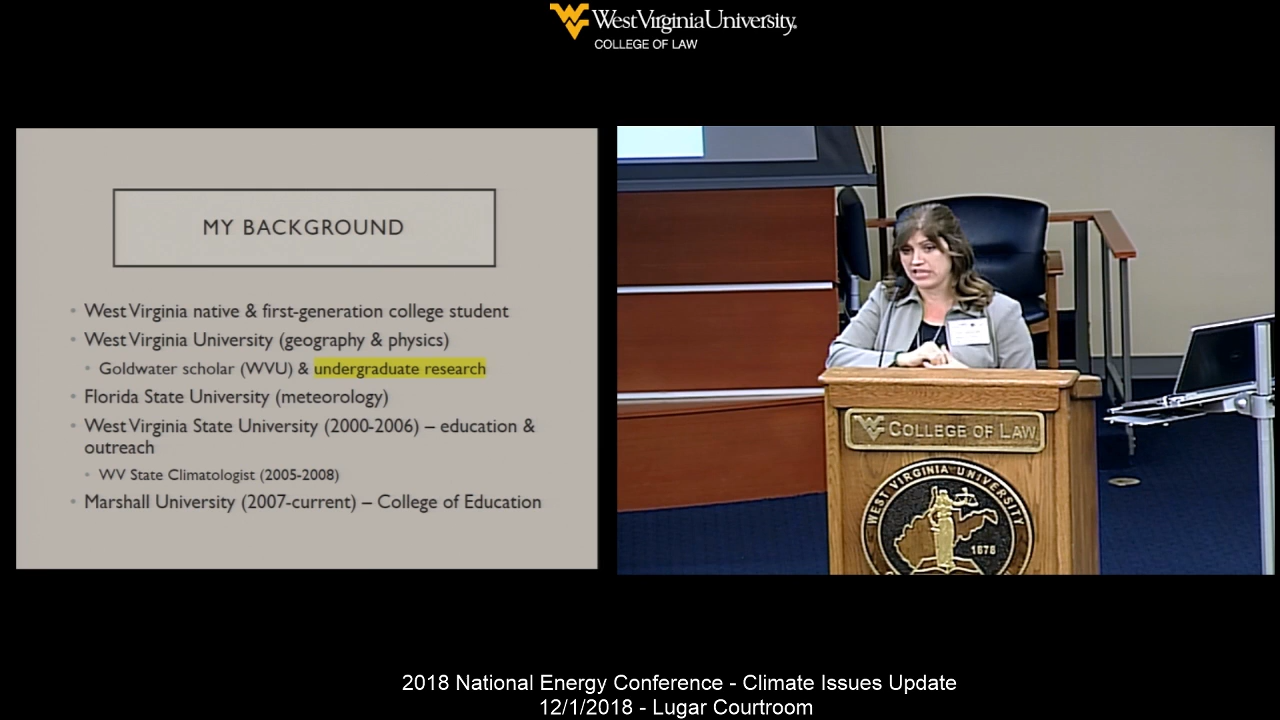 WestVirginiaUniversity.
COLLEGE OF LAW
MY BACKGROUND
• West Virginia native & first-generation college student
• West Virginia University (geography & physics)
• Goldwater scholar (WVU) & undergraduate research
• Florida State University (meteorology)
• West Virginia State University (2000-2006) – education &
outreach
• WV State Climatologist (2005-2008)
• Marshall University (2007-current) – College of Education
COLLEGE OF LAW
WEST VIRGINIA UNIVERSITY
1878
2018 National Energy Conference - Climate Issues Update
12/1/2018 - Lugar Courtroom